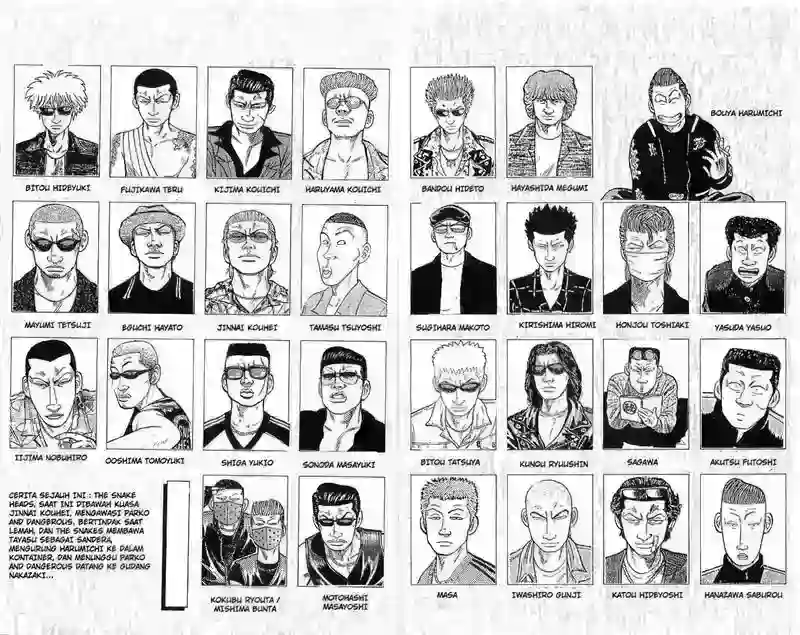 BITOU HIDEYUKI
FUJIKAWA TERU
KIJIMA KOUICHI
HARUYAMA KOUICHI
BANDOU HIDETO
HAYASHIDA MEGUMI
BOUYA HARUMICHI
MAYUMI TETSUJI
EGUCHI HAYATO
JINNAI KOUHEI
TAMASU TSUYOSHI
SUGIHARA MAKOTO
KIRISHIMA HIROMI
HONJOU TOSHIAKI
YASUDA YASUO
IIJIMA NOBUHIRO
OOSHIMA TOMOYUKI
SHIGA YUKIO
SONODA MASAYUKI
BITOU TATSUYA
KUNOU RYUUSHIN
SAGAWA
AKUTSU FUTOSHI
CERITA SEJAUH INI : THE SNAKE
HEADS, SAAT INI DIBAWAH KUASA
JINNAI KOUHEI, MENGAWASI PARKO
AND DANGEROUS, BERTINDAK SAAT
LEMAH, DAN THE SNAKES MEMBAWA
TAYASU SEBAGAI SANDERA,
MENGURUNG HARUMICHI KE DALAM
KONTAINER, DAN MENUNGGU PARKO
AND DANGEROUS DATANG KE GUDANG
NAKAZAKI...
KOKUBU RYOUTA /
MISHIMA BUNTA
MOTOHASHI
MASAYOSHI
MASA
IWASHIRO GUNJI
KATOU HIDEYOSHI
HANAZAWA SABUROU